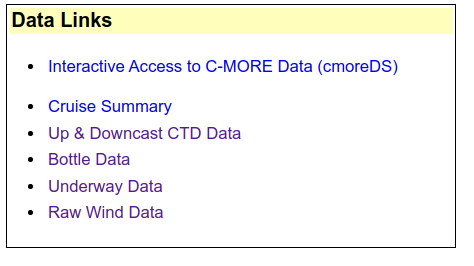 Data Links
Interactive Access to C-MORE Data (cmoreDS)
Cruise Summary
Up & Downcast CTD Data
Bottle Data
Underway Data
Raw Wind Data